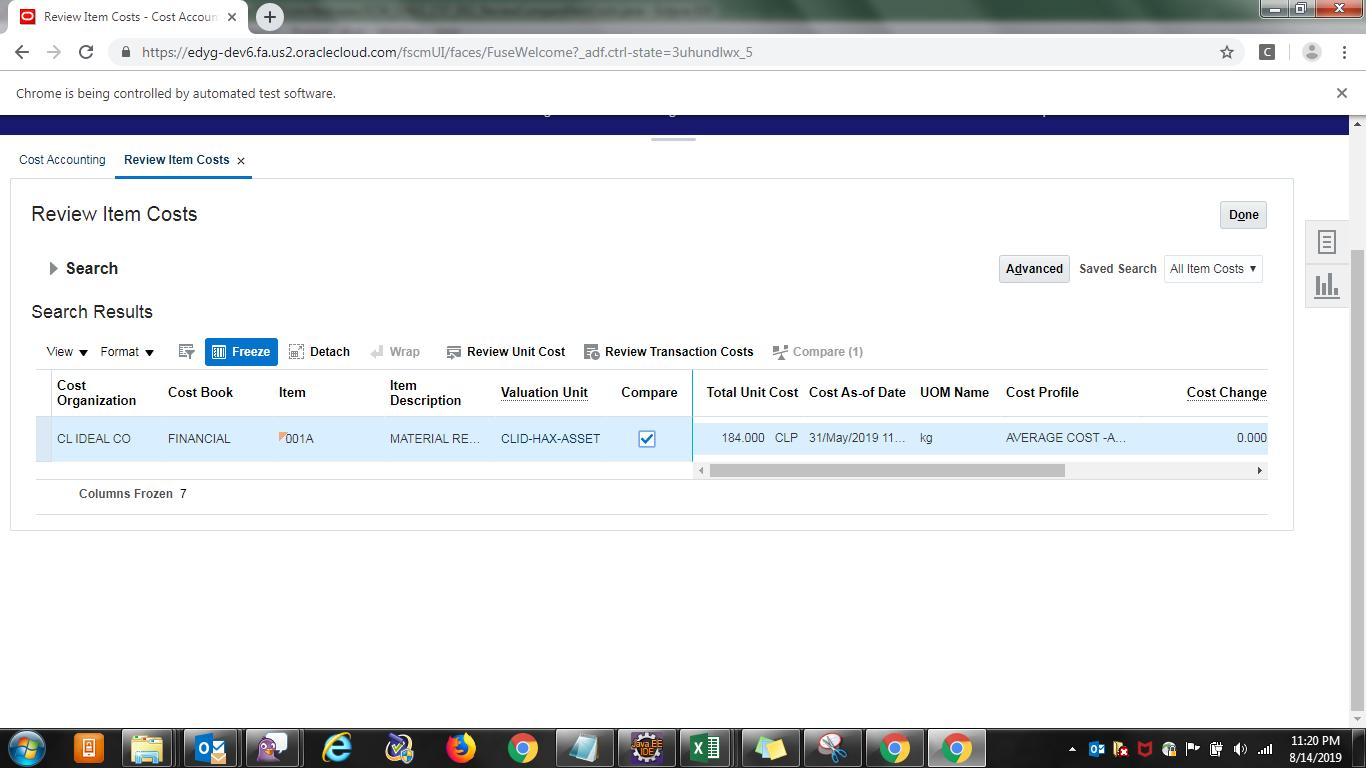 Review Item Costs - Cost Accoun
https://edyg-dev6.fa.us2.oraclecloud.com/fscmUI/faces/FuseWelcome?_adf.ctrl-state=3uhundlwx_5
C
Chrome is being controlled by automated test software.
Cost Accounting Review Item Costs
Review Item Costs
Done
Search
Advanced Saved Search All Item Costs
Search Results
View Format Freeze Detach Wrap Review Unit Cost Review Transaction Costs Compare (1)
Cost Organization Cost Book Item Item Description Valuation Unit Compare Total Unit Cost Cost As-of Date UOM Name Cost Profile Cost Change
CL IDEAL CO FINANCIAL 001A MATERIAL RE... CLID-HAX-ASSET 184.000 CLP 31/May/2019 11... kg AVERAGE COST -A... 0.000
Columns Frozen 7
Java EE
IDE
11:20 PM
8/14/2019